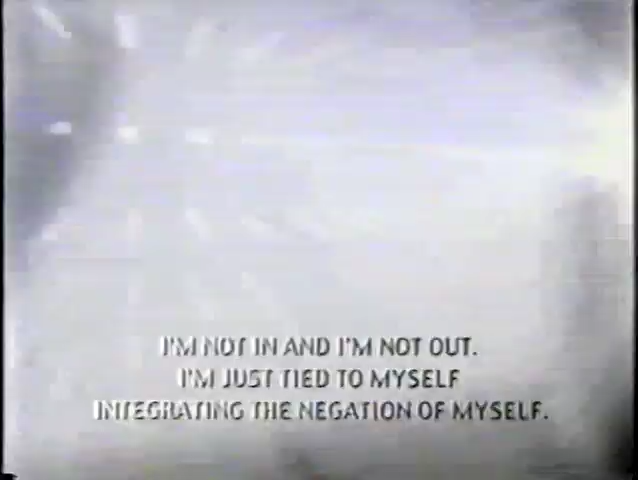 I'M NOT IN AND I'M NOT OUT.
I'M JUST TIED TO MYSELF
INTEGRATING THE NEGATION OF MYSELF.